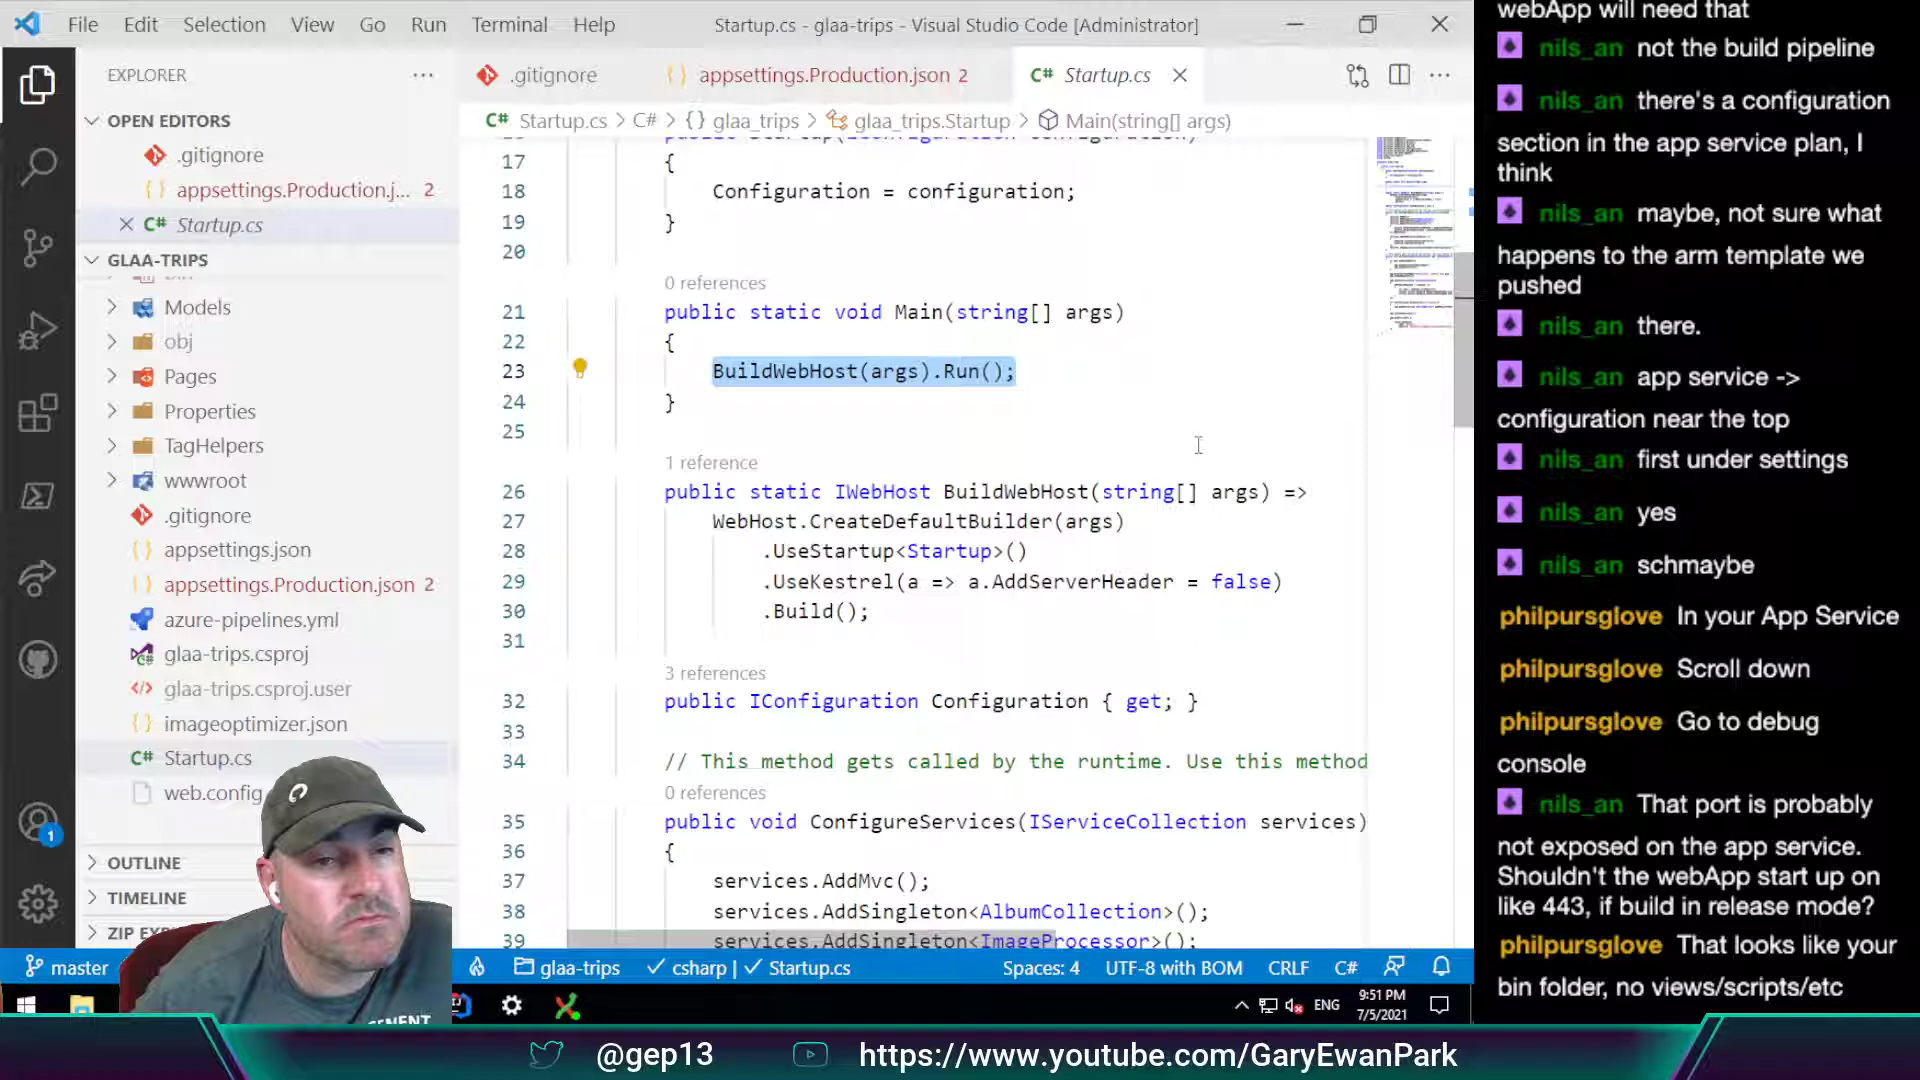 File Edit Selection View Go Run Terminal Help
Startup.cs - glaa-trips - Visual Studio Code [Administrator]
EXPLORER
OPEN EDITORS
.gitignore
appsettings.Production.j... 2
C# Startup.cs
GLAA-TRIPS
Models
obj
Pages
Properties
TagHelpers
wwwroot
.gitignore
appsettings.json
appsettings.Production.json 2
azure-pipelines.yml
glaa-trips.csproj
glaa-trips.csproj.user
imageoptimizer.json
C# Startup.cs
web.config
OUTLINE
TIMELINE
ZIP EXP
1
.gitignore
appsettings.Production.json 2
C# Startup.cs
C# Startup.cs > C# > {} glaa_trips > glaa_trips.Startup > Main(string[] args)
17 {
18 Configuration = configuration;
19 }
20
0 references
21 public static void Main(string[] args)
22 {
23 BuildWebHost(args).Run();
24 }
25
1 reference
26 public static IWebHost BuildWebHost(string[] args) =>
27 WebHost.CreateDefaultBuilder(args)
28 .UseStartup<Startup>()
29 .UseKestrel(a => a.AddServerHeader = false)
30 .Build();
31
3 references
32 public IConfiguration Configuration { get; }
33
34 // This method gets called by the runtime. Use this method
0 references
35 public void ConfigureServices(IServiceCollection services)
36 {
37 services.AddMvc();
38 services.AddSingleton<AlbumCollection>();
39 services.AddSingleton<ImageProcessor>();
master
glaa-trips
csharp | Startup.cs
Spaces: 4 UTF-8 with BOM CRLF C#
ENG
9:51 PM
7/5/2021
webApp will need that
nils_an not the build pipeline
nils_an there's a configuration
section in the app service plan, I
think
nils_an maybe, not sure what
happens to the arm template we
pushed
nils_an there.
nils_an app service ->
configuration near the top
nils_an first under settings
nils_an yes
nils_an schmaybe
philpursglove In your App Service
philpursglove Scroll down
philpursglove Go to debug
console
nils_an That port is probably
not exposed on the app service.
Shouldn't the webApp start up on
like 443, if build in release mode?
philpursglove That looks like your
bin folder, no views/scripts/etc
@gep13
https://www.youtube.com/GaryEwanPark